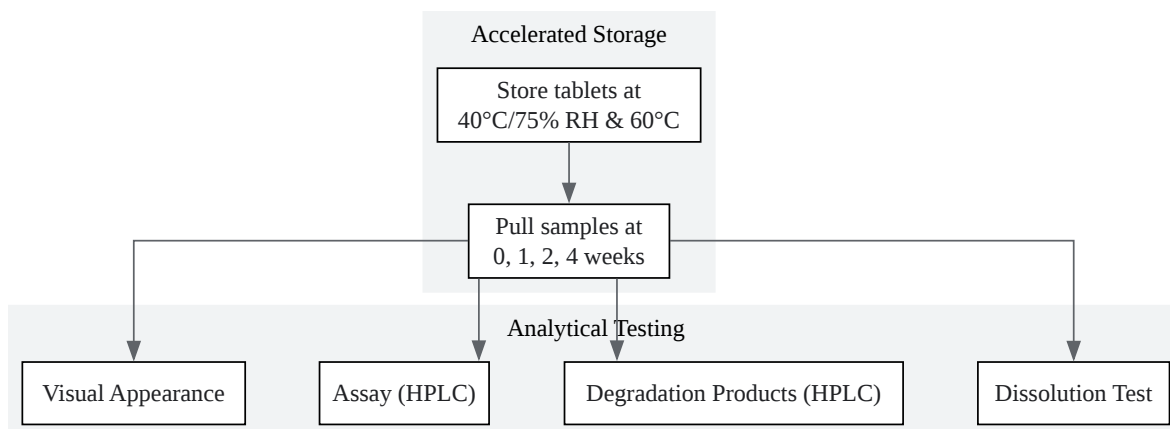 Accelerated Storage
Store tablets at
40°C/75% RH & 60°C
Pull samples at
0, 1, 2, 4 weeks
Analytical Testing
Visual Appearance
Assay (HPLC)
Degradation Products (HPLC)
Dissolution Test